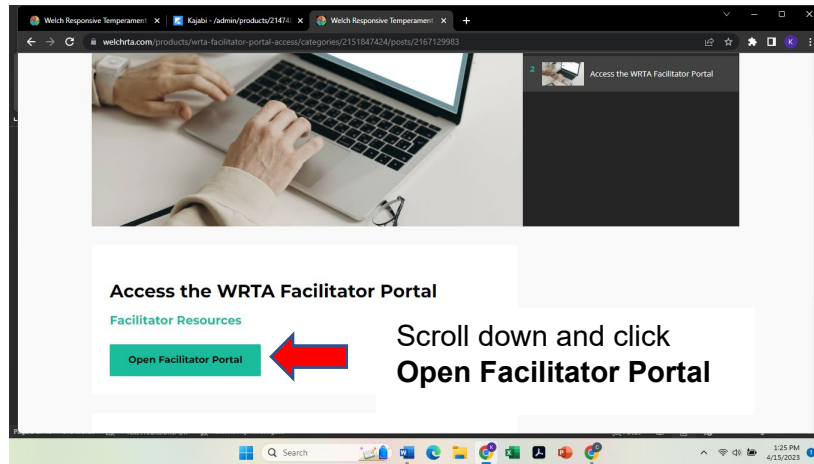 Welch Responsive Temperament
Kajabi - /admin/products/21474
Welch Responsive Temperament
welchrta.com/products/wrta-facilitator-portal-access/categories/2151847424/posts/2167129983
K
2 Access the WRTA Facilitator Portal
Access the WRTA Facilitator Portal
Facilitator Resources
Open Facilitator Portal
Scroll down and click
Open Facilitator Portal
Search
1:25 PM
4/15/2023